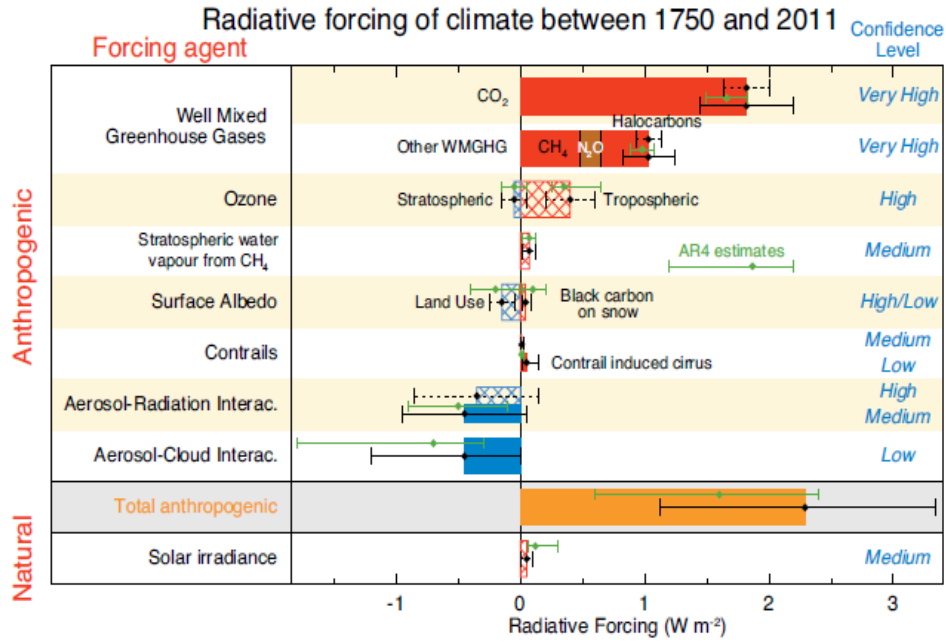 Radiative forcing of climate between 1750 and 2011
Forcing agent
Confidence
Level
Anthropogenic
Well Mixed
Greenhouse Gases
CO₂
Very High
Other WMGHG
CH₄
N₂O
Halocarbons
Very High
Ozone
Stratospheric
Tropospheric
High
Stratospheric water
vapour from CH₄
AR4 estimates
Medium
Surface Albedo
Land Use
Black carbon
on snow
High/Low
Contrails
Contrail induced cirrus
Medium
Low
Aerosol-Radiation Interac.
High
Medium
Aerosol-Cloud Interac.
Low
Total anthropogenic
Natural
Solar irradiance
Medium
-1 0 1 2 3
Radiative Forcing (W m⁻²)